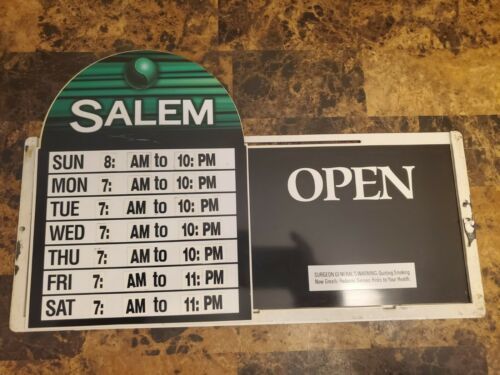 SALEM
SUN 8: AM to 10: PM
MON 7: AM to 10: PM
TUE 7: AM to 10: PM
WED 7: AM to 10: PM
THU 7: AM to 10: PM
FRI 7: AM to 11: PM
SAT 7: AM to 11: PM
OPEN
SURGEON GENERAL'S WARNING: Quitting Smoking
Now Greatly Reduces Serious Risks to Your Health.